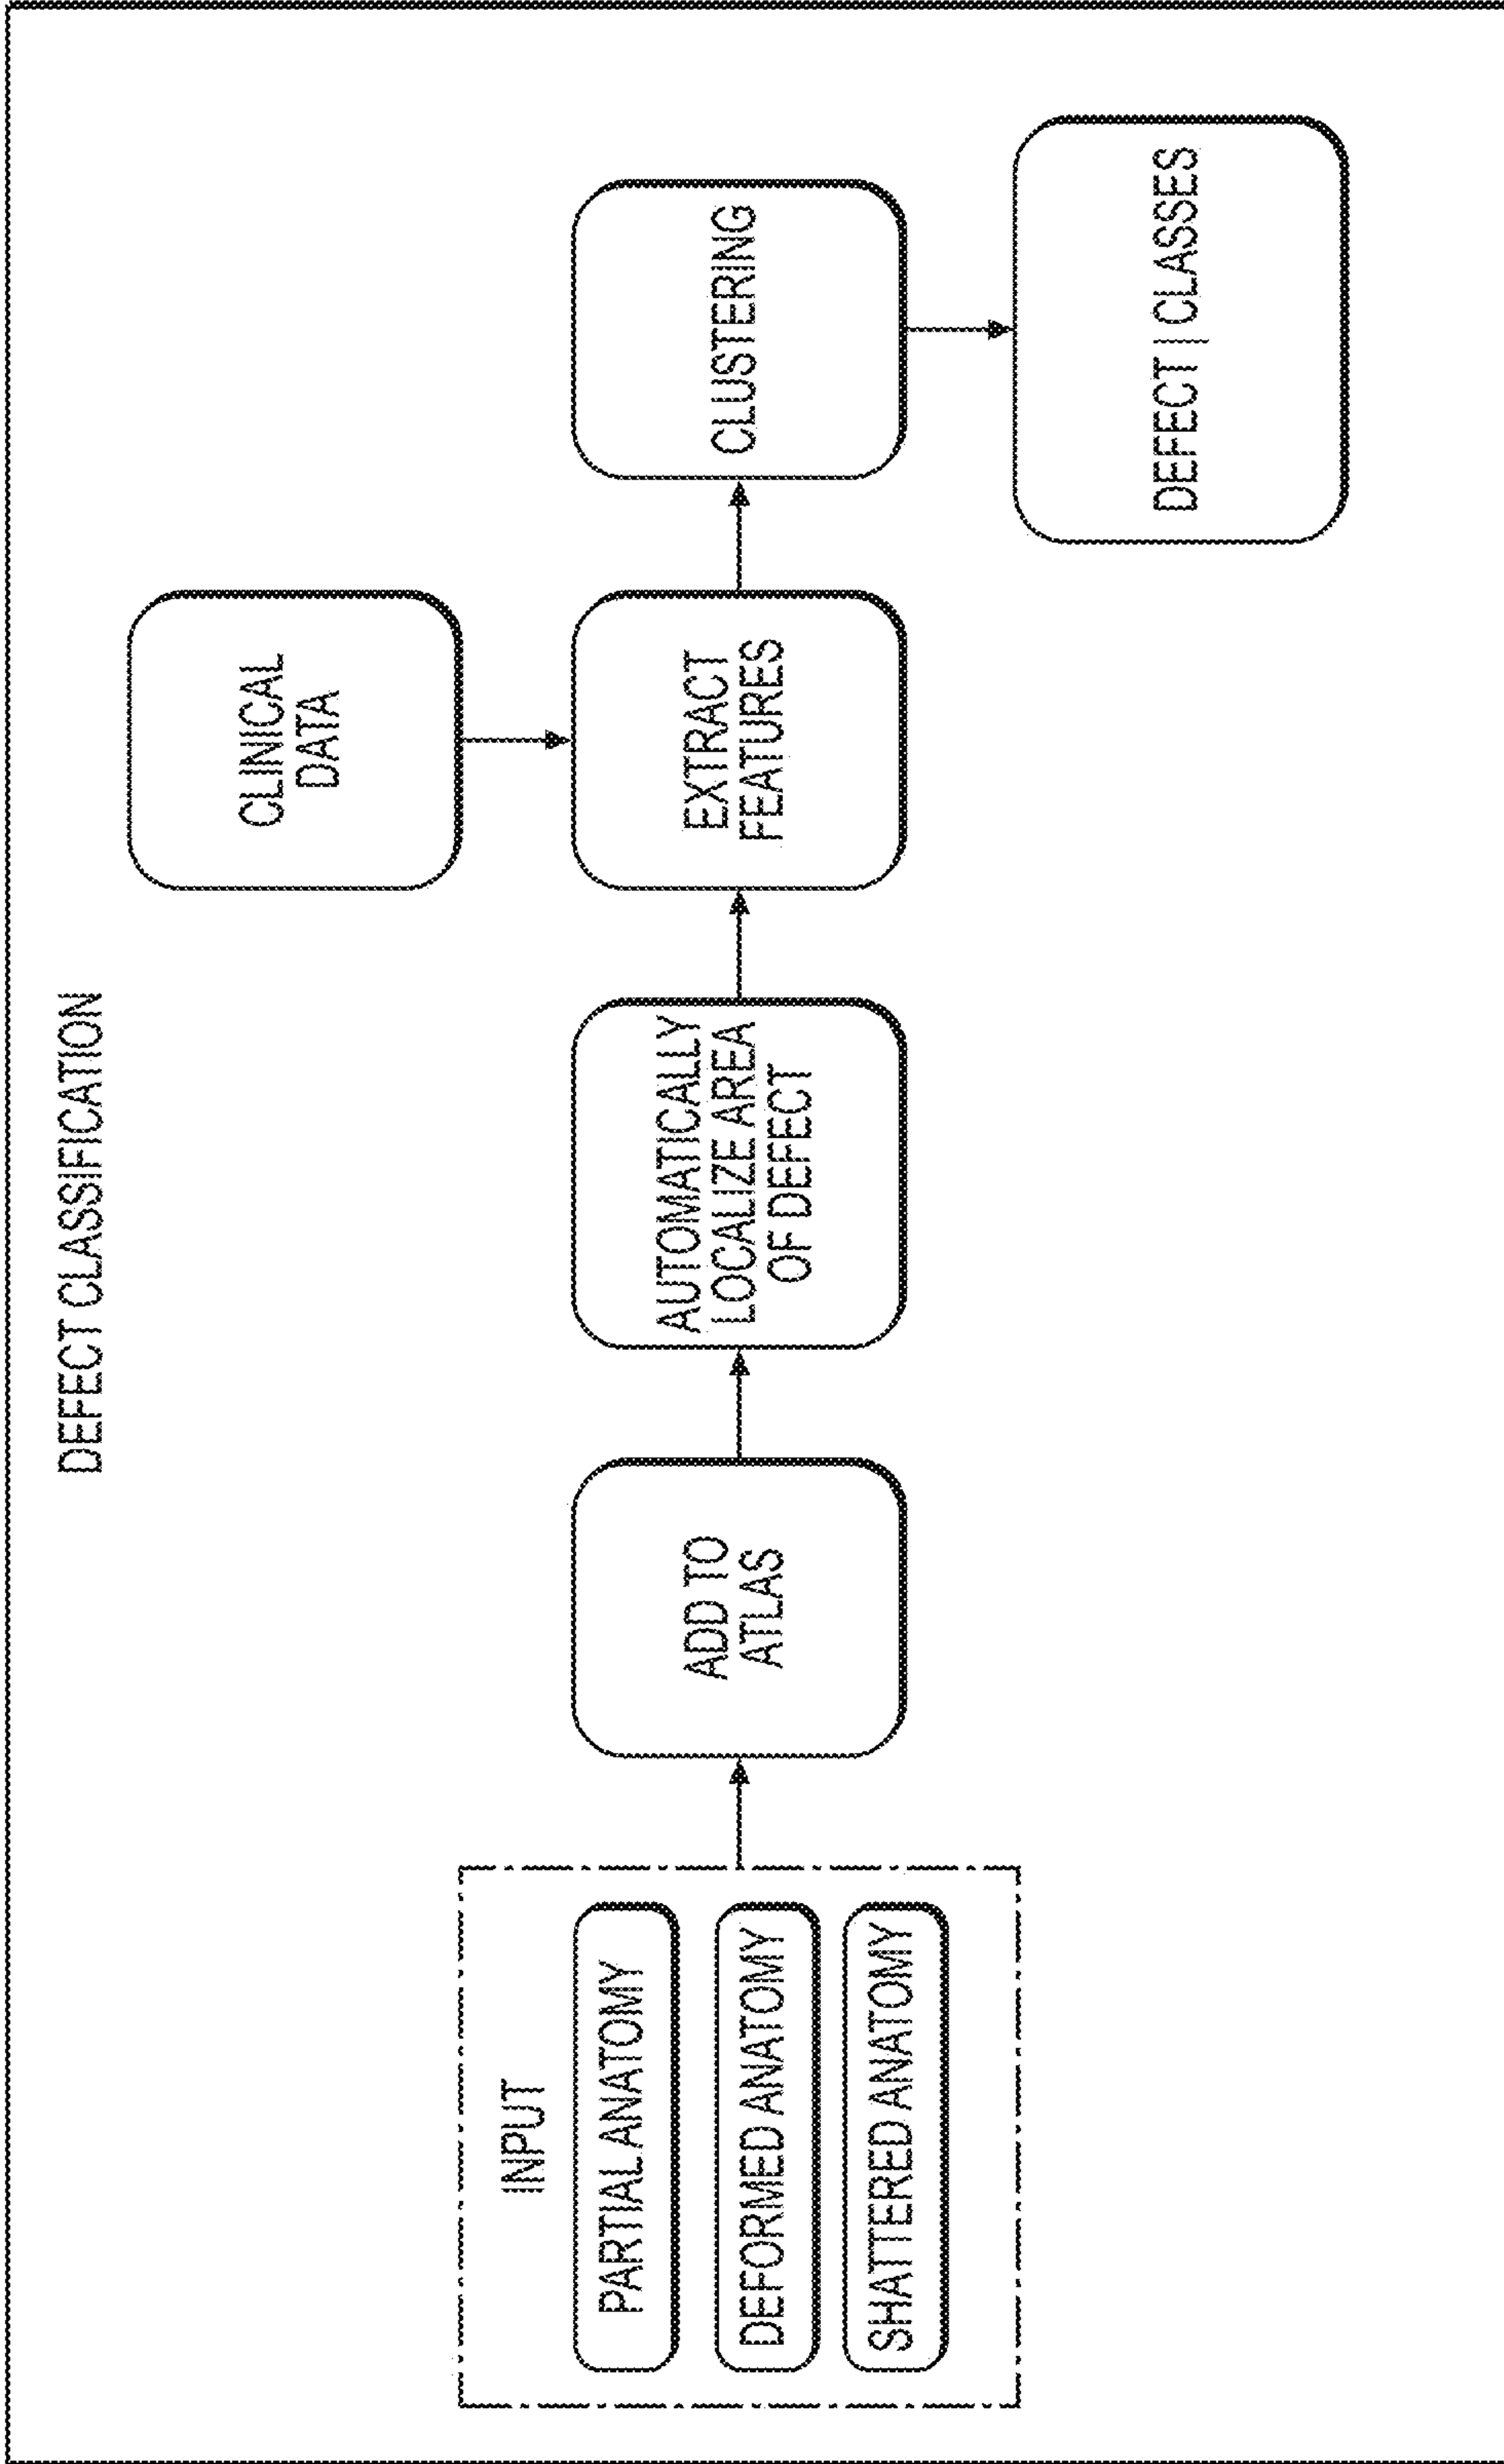 DEFECT CLASSIFICATION
INPUT
PARTIAL ANATOMY
DEFORMED ANATOMY
SHATTERED ANATOMY
ADD TO
ATLAS
AUTOMATICALLY
LOCALIZE AREA
OF DEFECT
CLINICAL
DATA
EXTRACT
FEATURES
CLUSTERING
DEFECT | CLASSES